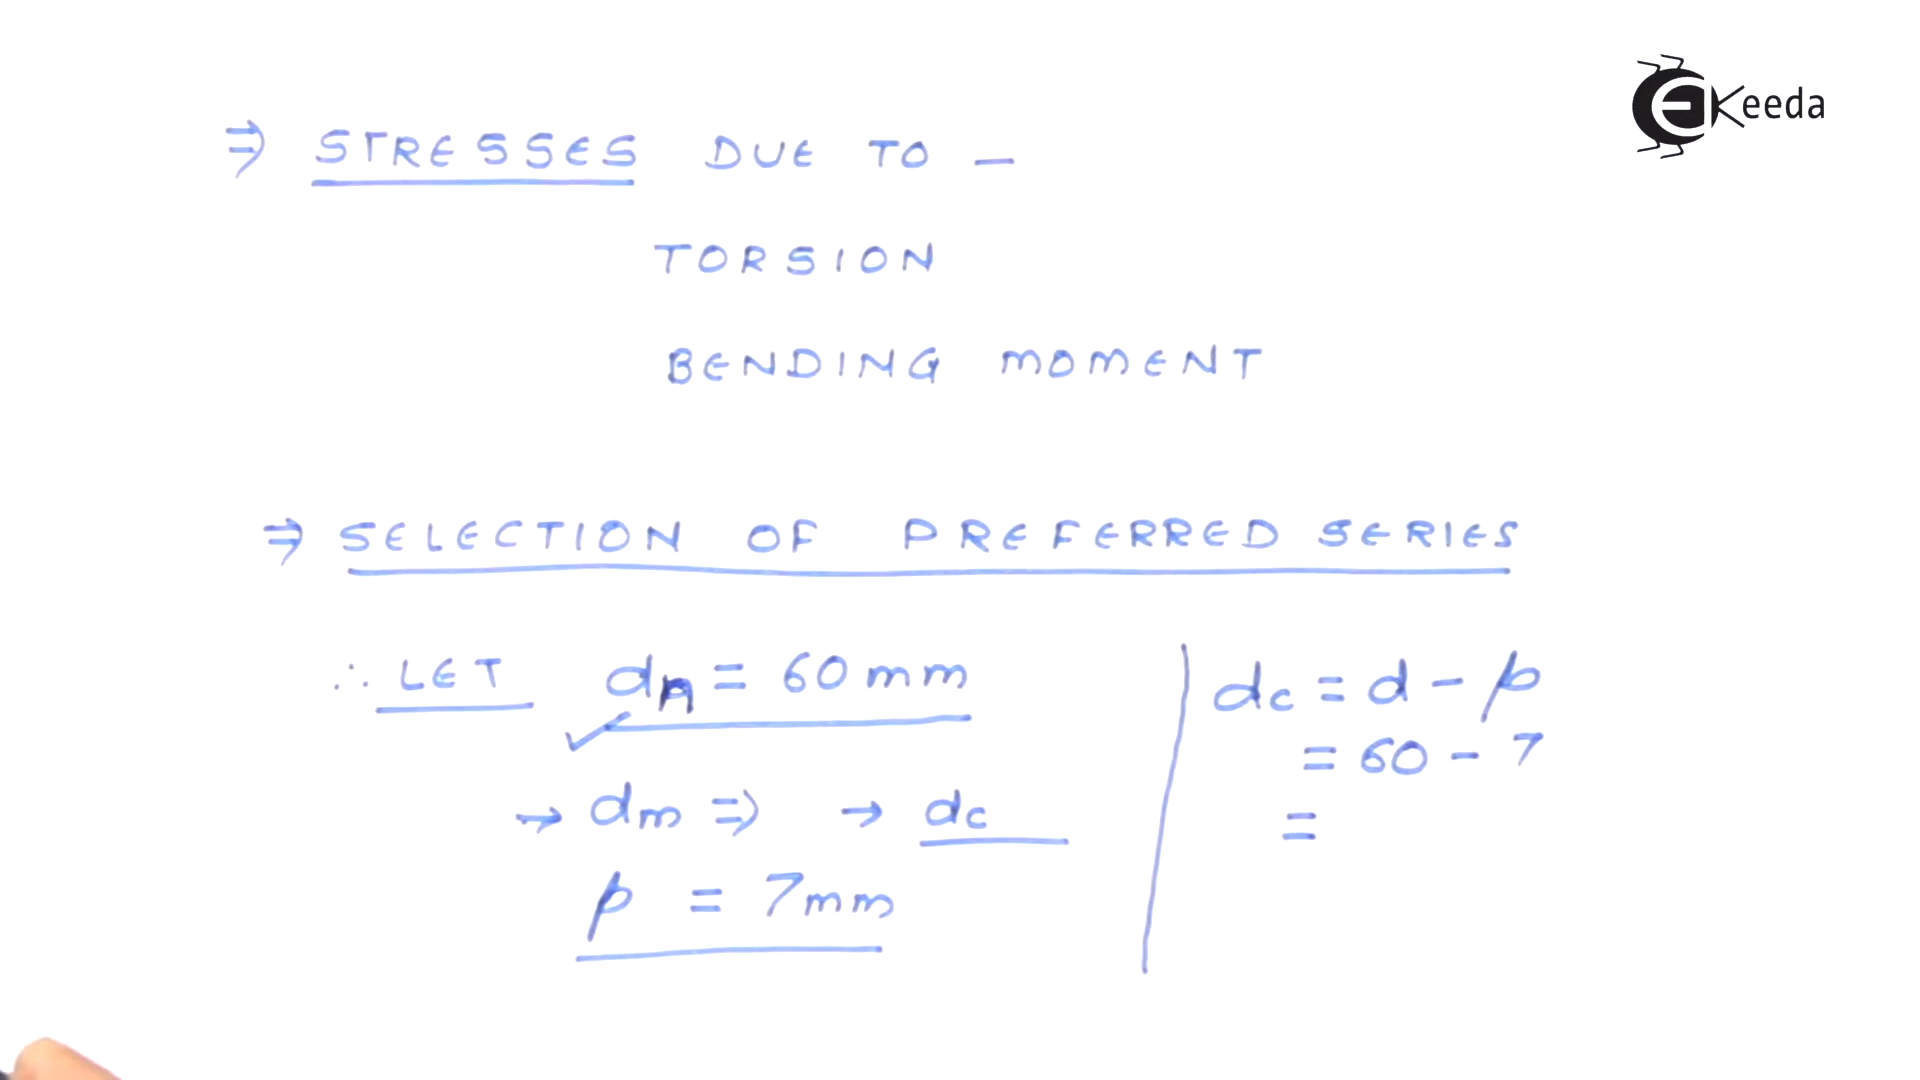 EKeeda
⇒ STRESSES DUE TO –
TORSION
BENDING MOMENT
⇒ SELECTION OF PREFERRED SERIES
∴ LET dn = 60 mm
→ dm ⇒ → dc
p = 7mm
dc = d - p
= 60 - 7
=